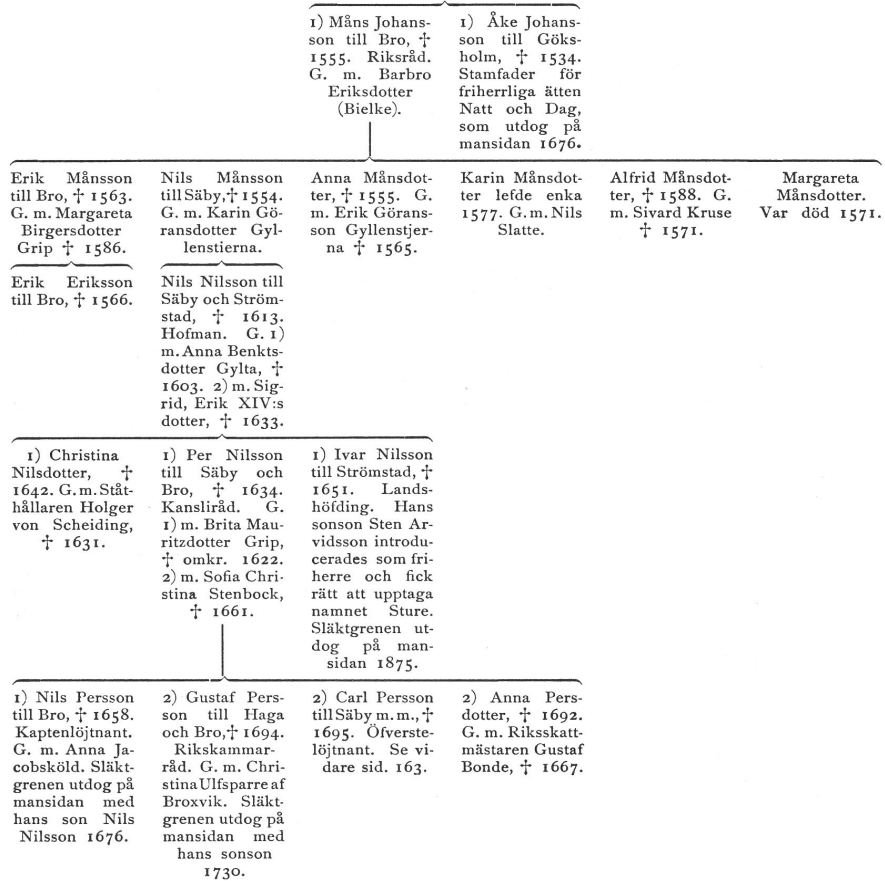 1) Måns Johans-
son till Bro, †
1555. Riksråd.
G. m. Barbro
Eriksdotter
(Bielke).
1) Åke Johans-
son till Göks-
holm, † 1534.
Stamfader för
friherrliga ätten
Natt och Dag,
som utdog på
mansidan 1676.
Erik Månsson
till Bro, † 1563.
G. m. Margareta
Birgersdotter
Grip † 1586.
Nils Månsson
till Säby, † 1554.
G. m. Karin Gö-
ransdotter Gyl-
lenstierna.
Anna Månsdot-
ter, † 1555. G.
m. Erik Görans-
son Gyllenstjer-
na † 1565.
Karin Månsdot-
ter lefde enka
1577. G. m. Nils
Slatte.
Alfrid Månsdot-
ter, † 1588. G.
m. Sivard Kruse
† 1571.
Margareta
Månsdotter.
Var död 1571.
Erik Eriksson
till Bro, † 1566.
Nils Nilsson till
Säby och Ström-
stad, † 1613.
Hofman. G. 1)
m. Anna Benkts-
dotter Gylta, †
1603. 2) m. Sig-
rid, Erik XIV:s
dotter, † 1633.
1) Christina
Nilsdotter, †
1642. G. m. Ståt-
hållaren Holger
von Scheiding,
† 1631.
1) Per Nilsson
till Säby och
Bro, † 1634.
Kansliråd. G.
1) m. Brita Mau-
ritzdotter Grip,
† omkr. 1622.
2) m. Sofia Chri-
stina Stenbock,
† 1661.
1) Ivar Nilsson
till Strömstad, †
1651. Lands-
höfding. Hans
sonson Sten Ar-
vidsson introdu-
cerades som fri-
herre och fick
rätt att upptaga
namnet Sture.
Släktgrenen ut-
dog på man-
sidan 1875.
1) Nils Persson
till Bro, † 1658.
Kaptenlöjtnant.
G. m. Anna Ja-
cobsköld. Släkt-
grenen utdog på
mansidan med
hans son Nils
Nilsson 1676.
2) Gustaf Pers-
son till Haga
och Bro, † 1694.
Rikskammar-
råd. G. m. Chri-
stina Ulfsparre af
Broxvik. Släkt-
grenen utdog på
mansidan med
hans sonson
1730.
2) Carl Persson
till Säby m. m., †
1695. Öfverste-
löjtnant. Se vi-
dare sid. 163.
2) Anna Pers-
dotter, † 1692.
G. m. Riksskatt-
mästaren Gustaf
Bonde, † 1667.